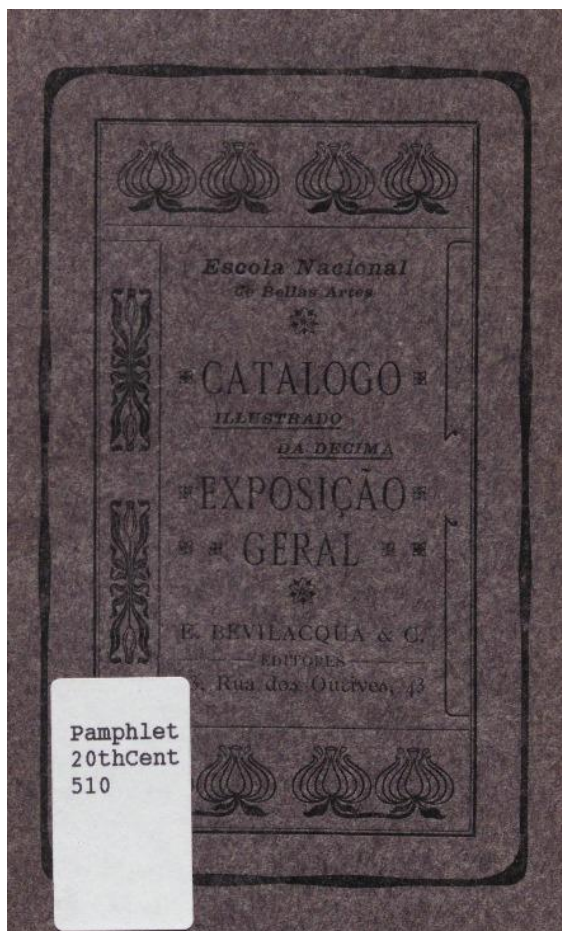 Escola Nacional
de Bellas Artes
CATALOGO
ILLUSTRADO
DA DECIMA
EXPOSIÇÃO
GERAL
E. BEVILACQUA & C.
EDITORES
Rua dos Ourives, 43
Pamphlet
20thCent
510